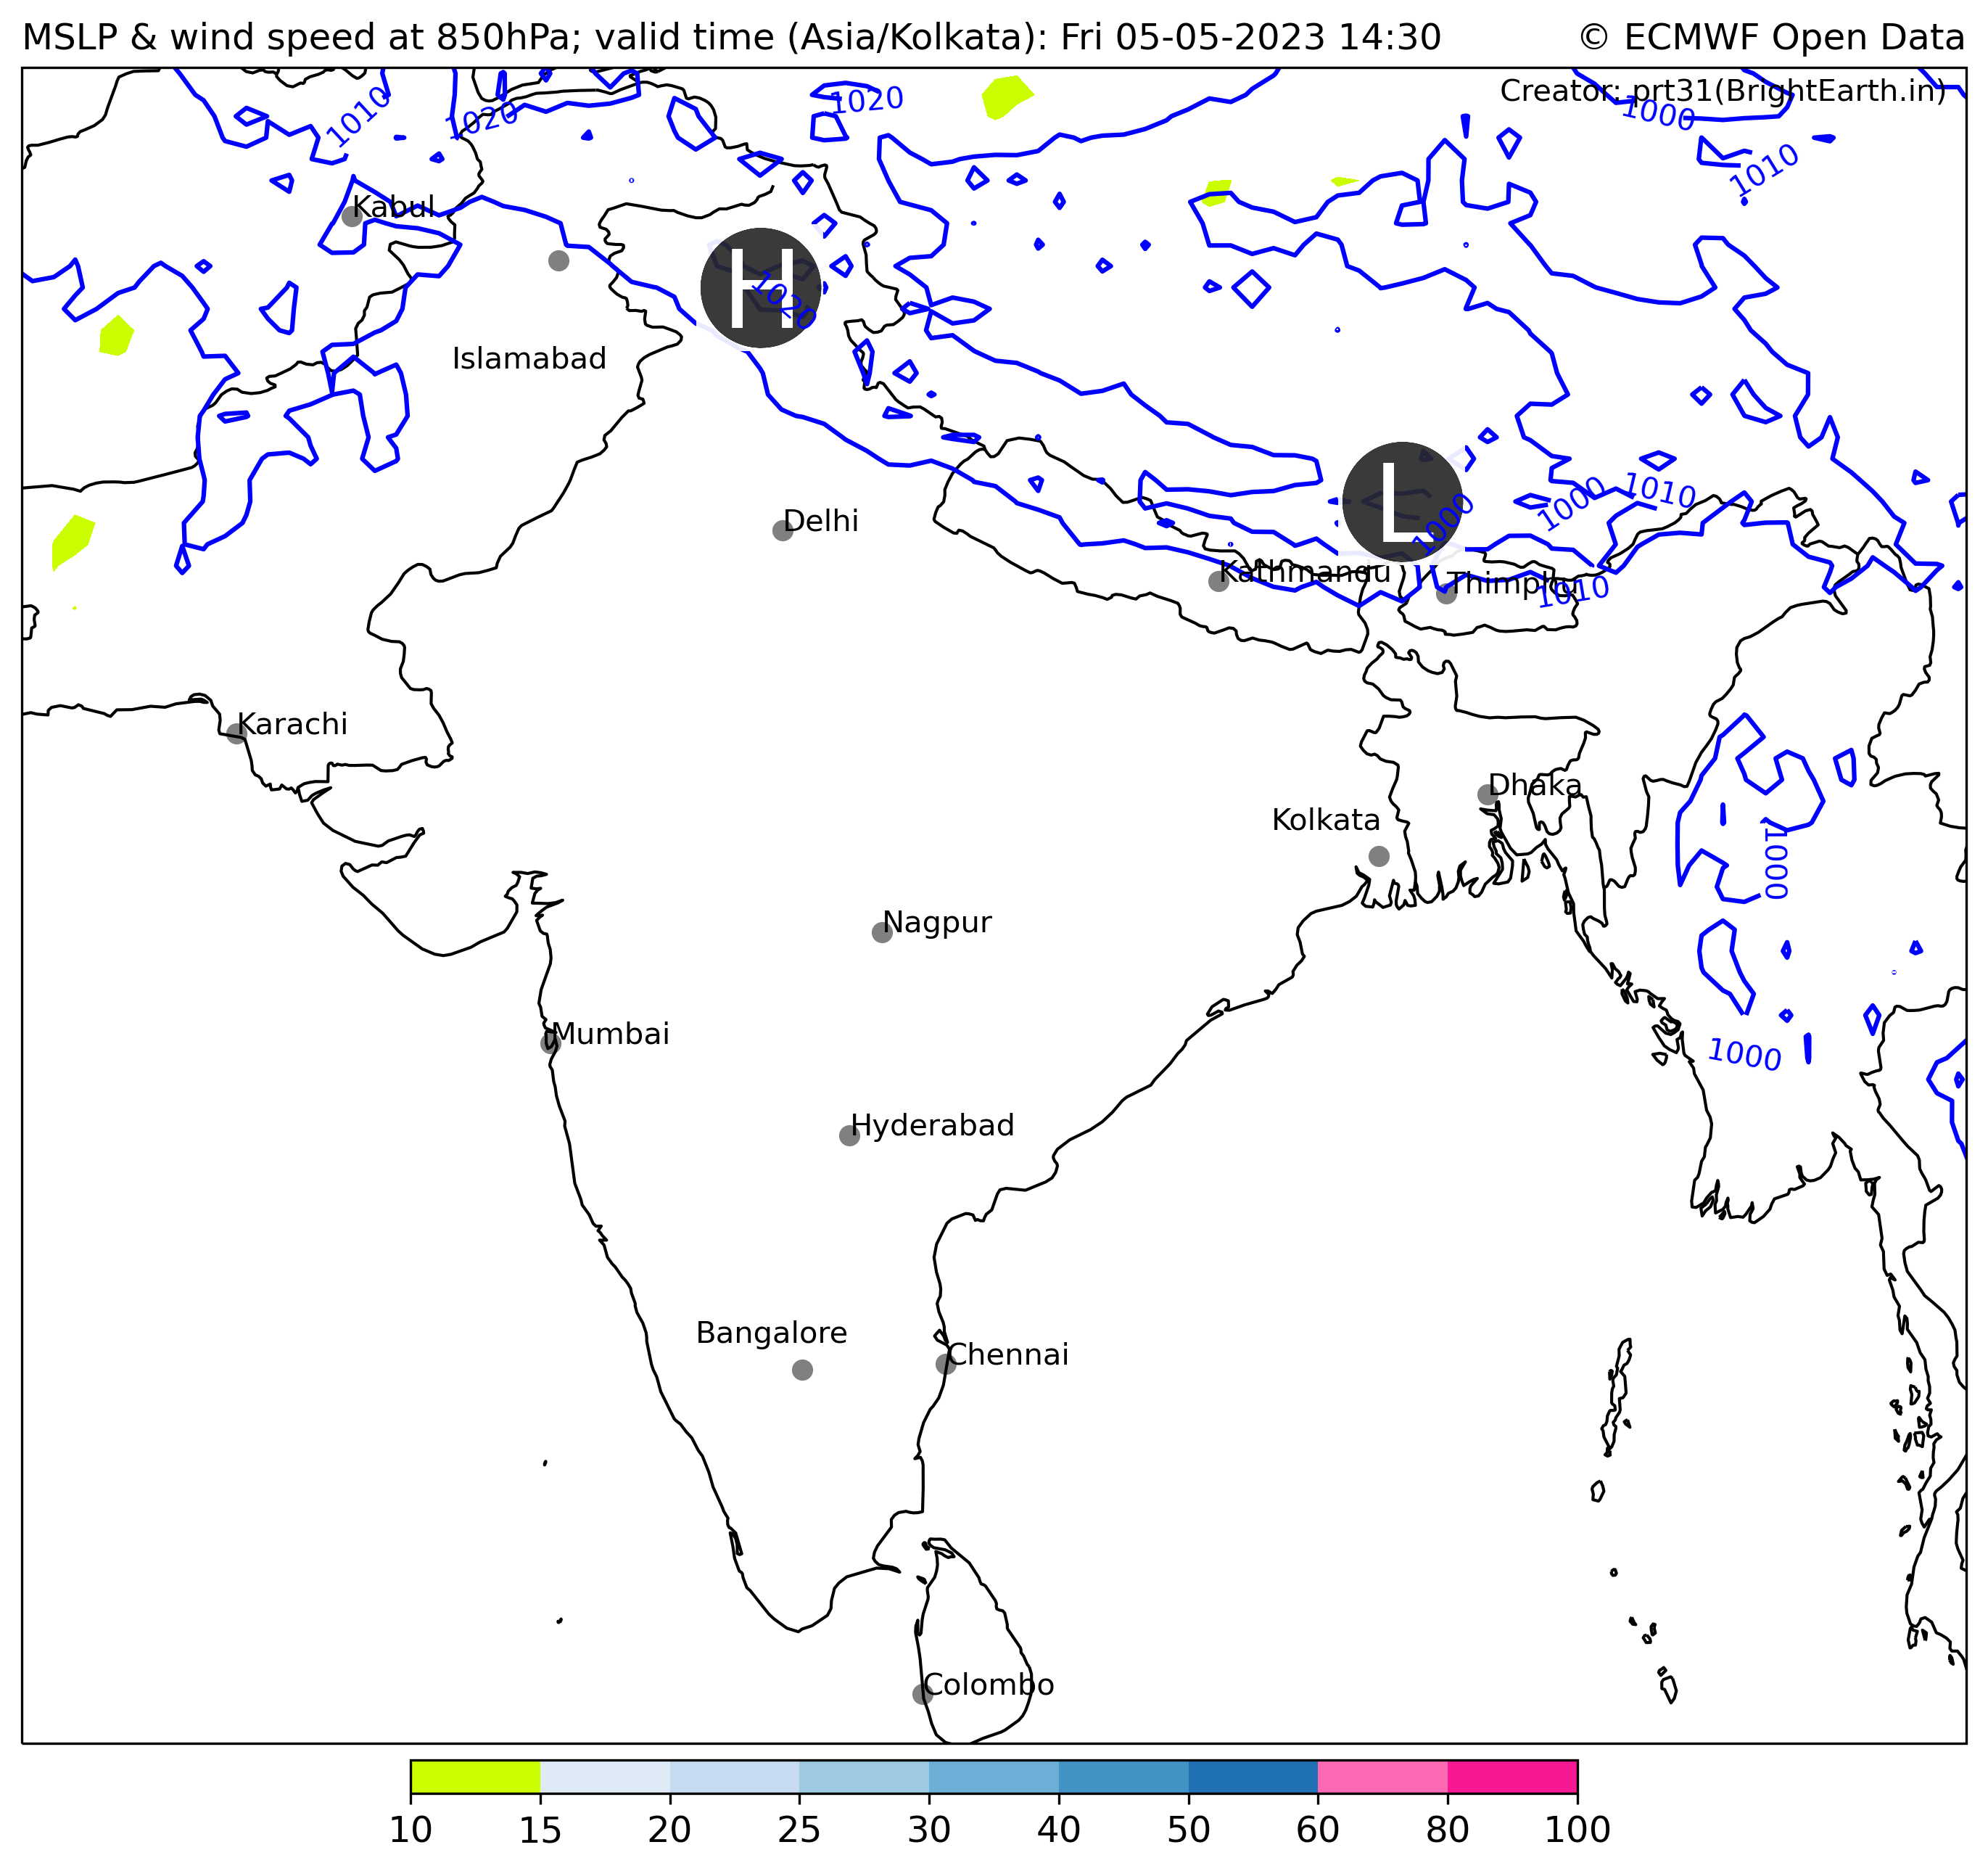 MSLP & wind speed at 850hPa; valid time (Asia/Kolkata): Fri 05-05-2023 14:30
© ECMWF Open Data
Creator: prt31(BrightEarth.in)
1010
1020
1020
1000
1010
Kabul
H
1020
Islamabad
L
1000
1000
1010
Delhi
Kathmandu
Thimphu
1010
Karachi
Dhaka
Kolkata
1000
Nagpur
Mumbai
1000
Hyderabad
Bangalore
Chennai
Colombo
10 15 20 25 30 40 50 60 80 100